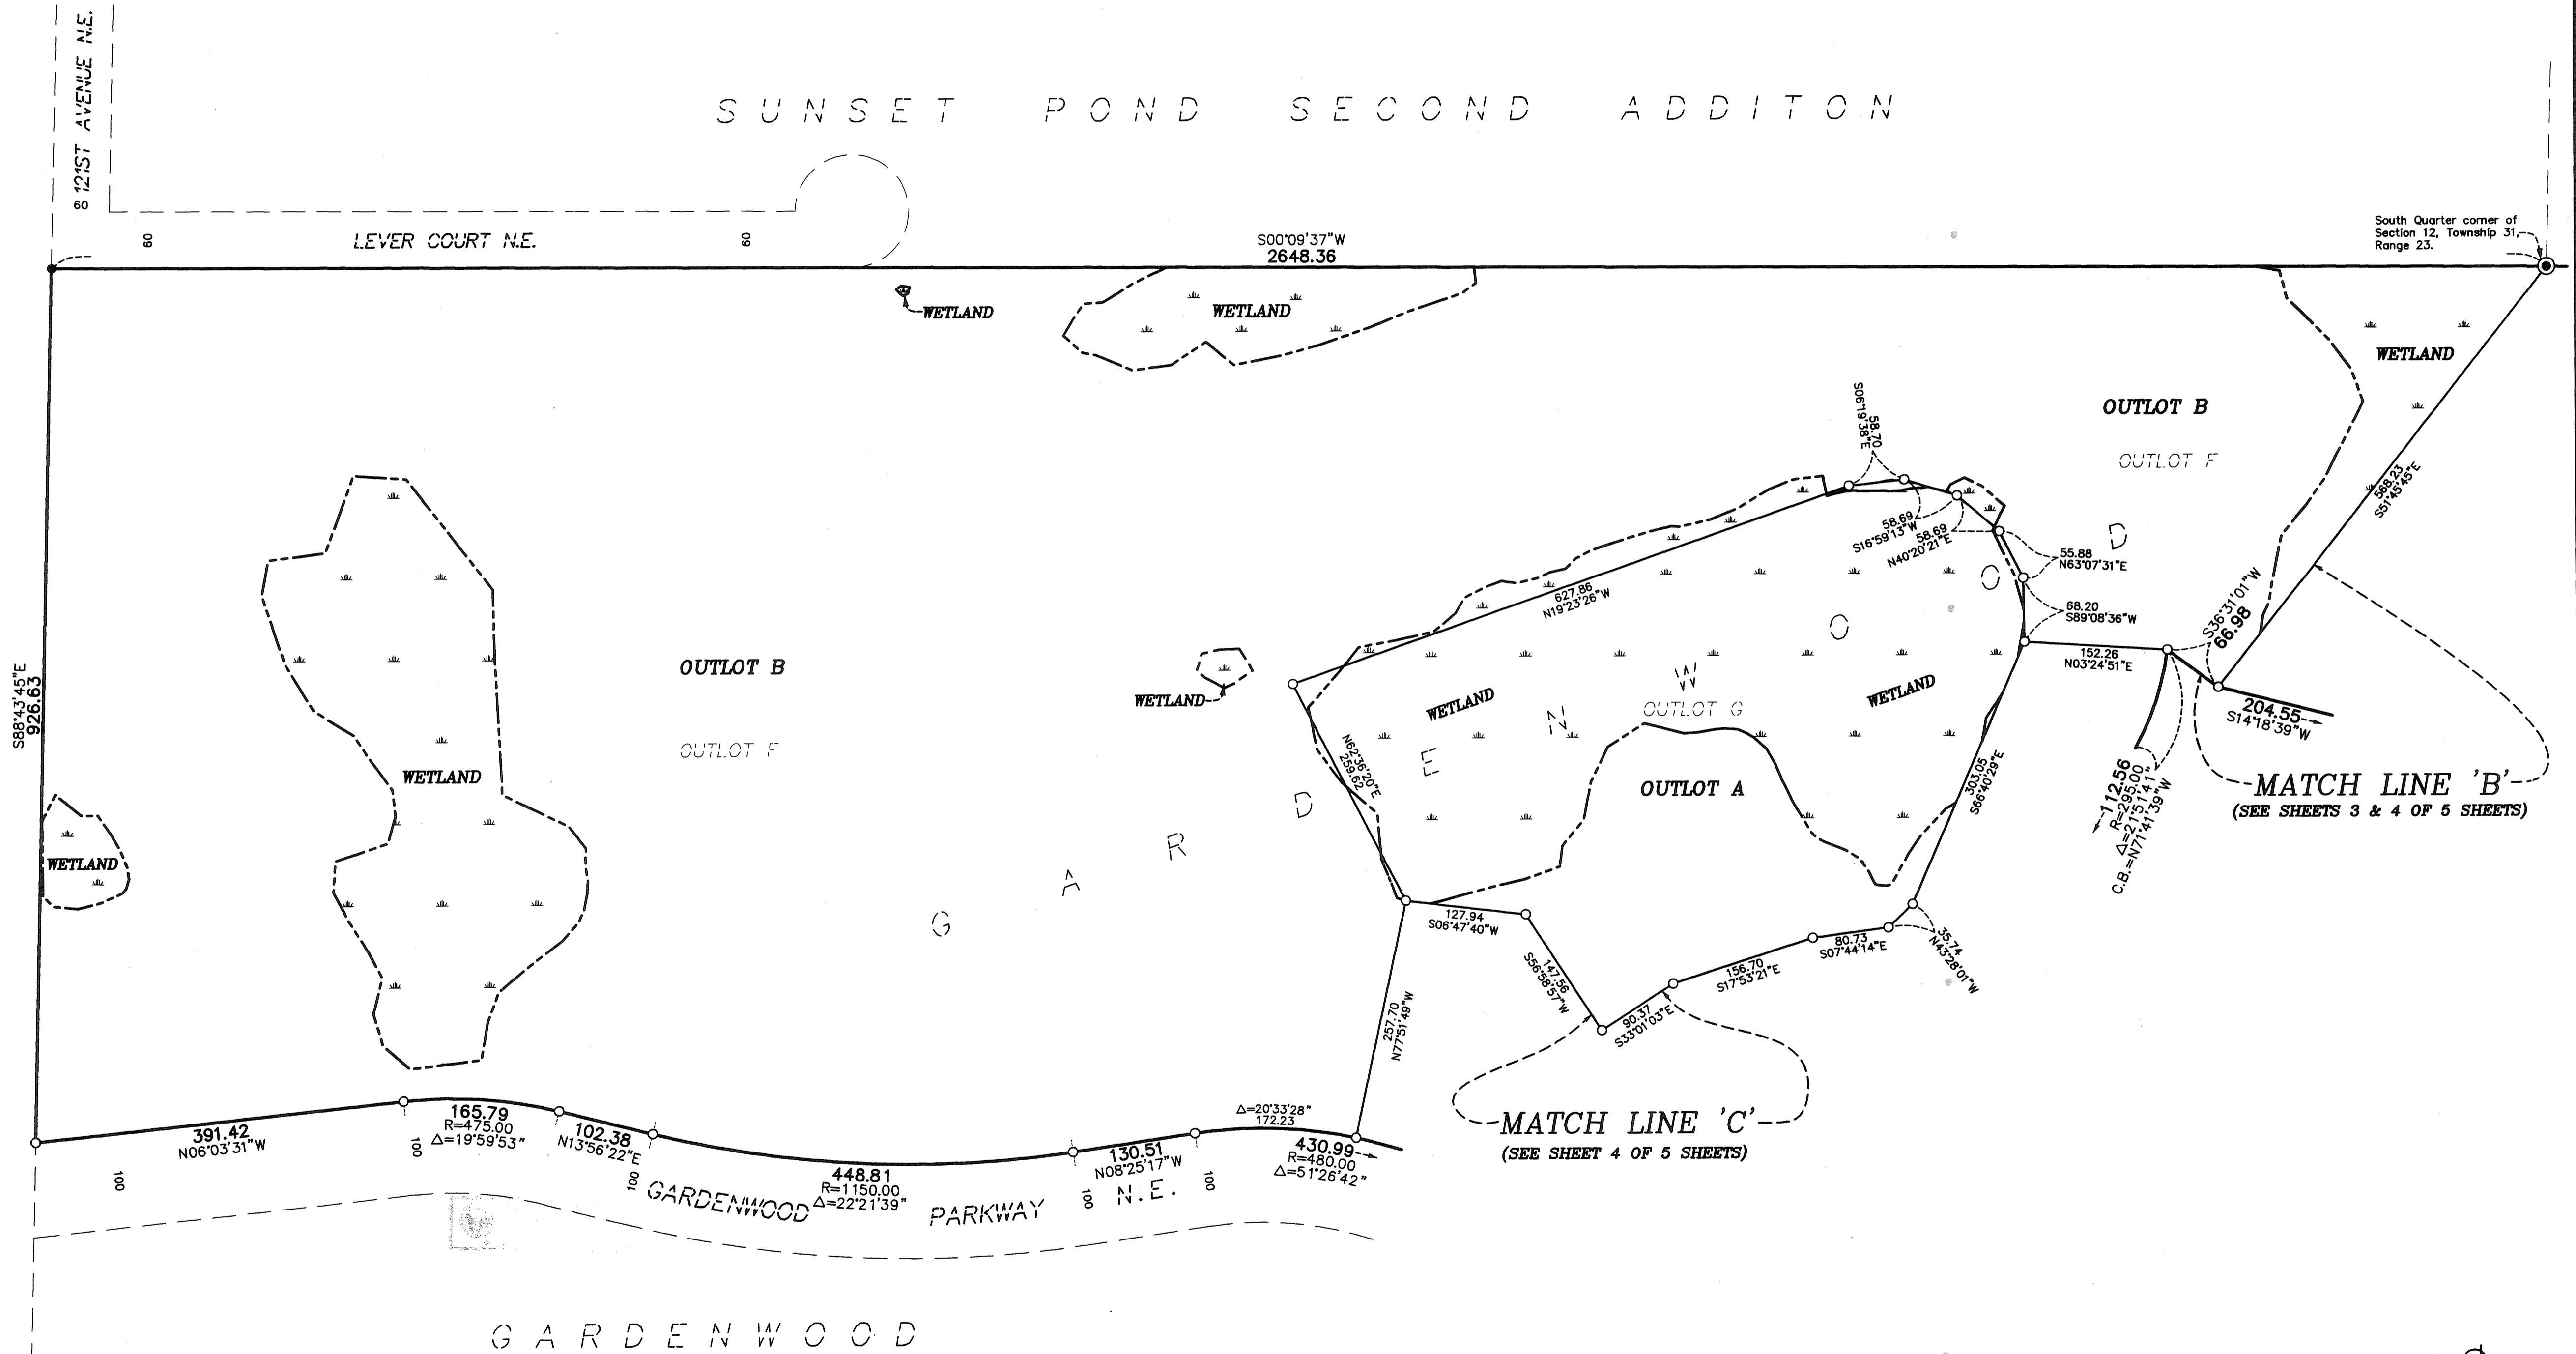 121ST AVENUE N.E.
60
SUNSET POND SECOND ADDITON
60
LEVER COURT N.E.
60
S00°09'37"W
2648.36
South Quarter corner of
Section 12, Township 31,
Range 23.
WETLAND
WETLAND
WETLAND
OUTLOT B
OUTLOT F
S06°19'38"E
58.70
58.69
S16°59'13"W
58.69
N40°20'21"E
55.88
N63°07'31"E
68.20
S89°08'36"W
568.23
S51°45'45"E
S36°31'01"W
66.98
152.26
N03°24'51"E
204.55
S14°18'39"W
627.86
N19°23'26"W
S88°43'45"E
926.63
OUTLOT B
OUTLOT F
WETLAND
WETLAND
WETLAND
WETLAND
WETLAND
OUTLOT G
OUTLOT A
N62°36'20"E
259.62
303.05
S66°40'29"E
112.56
R=295.00
Δ=21°51'41"
C.B.=N71°41'39"W
MATCH LINE 'B'
(SEE SHEETS 3 & 4 OF 5 SHEETS)
GARDENWOOD
127.94
S06°47'40"W
147.56
S56°58'57"W
90.37
S33°01'03"E
156.70
S17°53'21"E
80.73
S07°44'14"E
35.74
N43°28'01"W
257.70
N77°51'49"W
MATCH LINE 'C'
(SEE SHEET 4 OF 5 SHEETS)
391.42
N06°03'31"W
165.79
R=475.00
Δ=19°59'53"
102.38
N13°56'22"E
448.81
R=1150.00
Δ=22°21'39"
130.51
N08°25'17"W
Δ=20°33'28"
172.23
430.99
R=480.00
Δ=51°26'42"
100
100
100
100
100
GARDENWOOD PARKWAY N.E.
GARDENWOOD